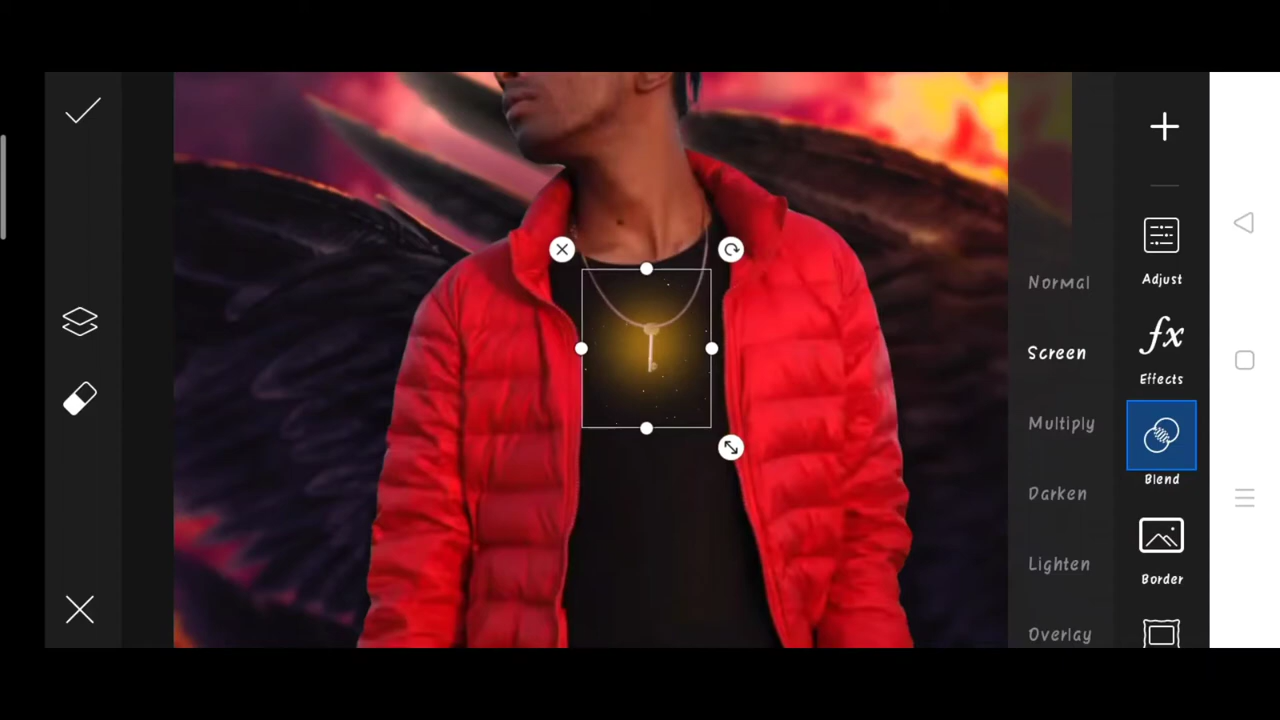 Normal
Screen
Multiply
Darken
Lighten
Overlay
Adjust
fx
Effects
Blend
Border